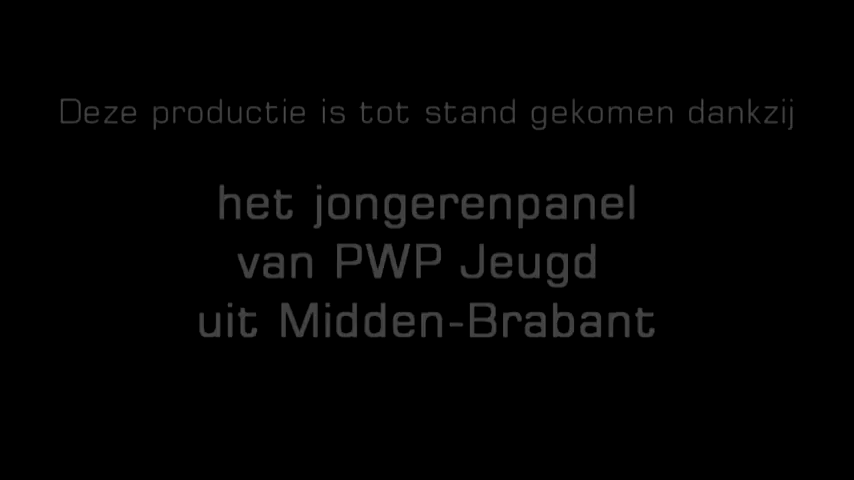 Deze productie is tot stand gekomen dankzij
het jongerenpanel
van PWP Jeugd
uit Midden-Brabant